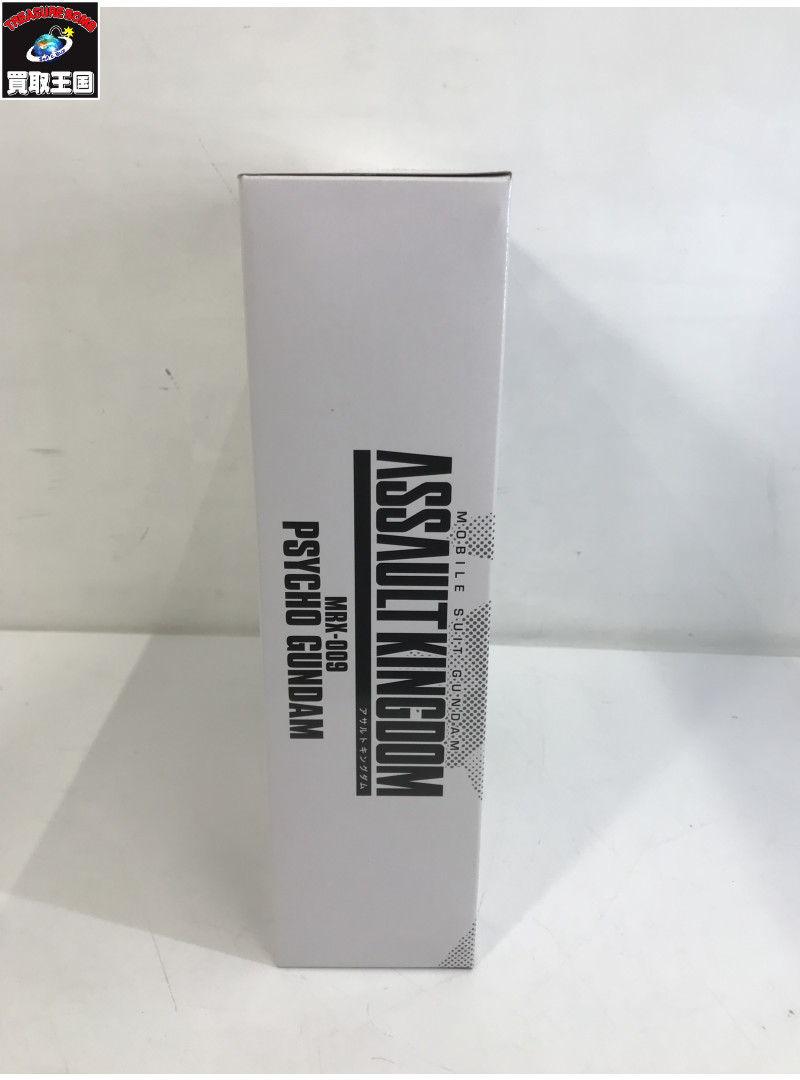 TREASURE BOMB
買取王国
MOBILE SUIT GUNDAM
ASSAULT KINGDOM
アサルトキングダム
MRX-009
PSYCHO GUNDAM